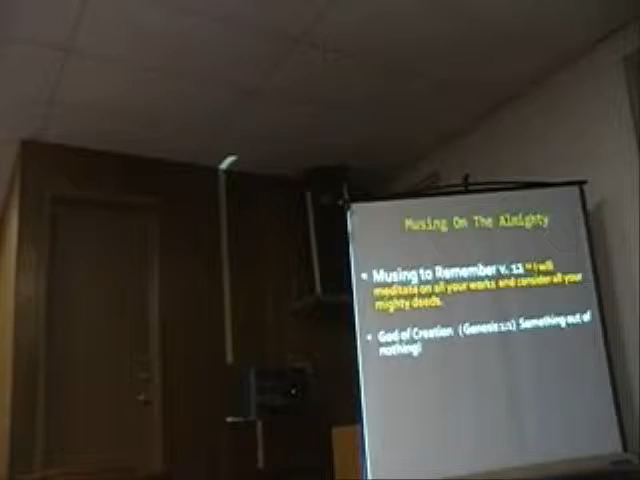 Musing On The Almighty
• Musing to Remember v. 12 "I will
meditate on all your works and consider all your
mighty deeds.
• God of Creation (Genesis 1:1) Something out of
nothing!